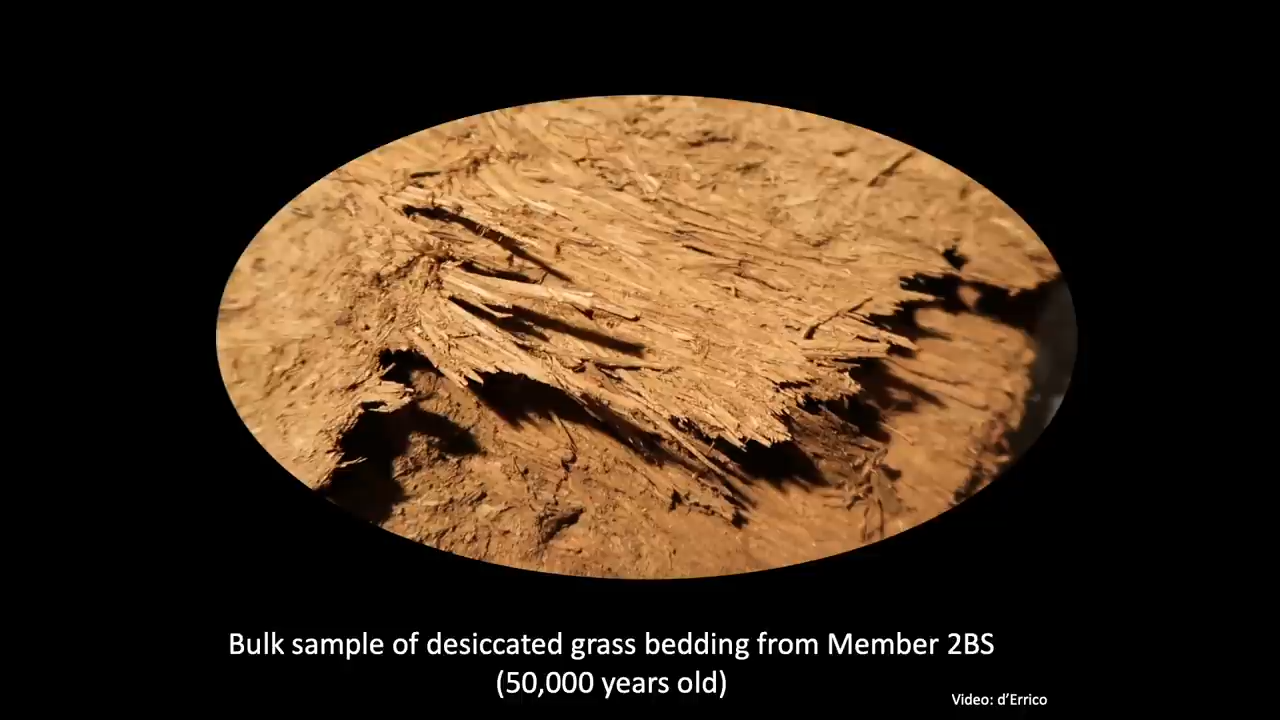 Bulk sample of desiccated grass bedding from Member 2BS
(50,000 years old)
Video: d’Errico